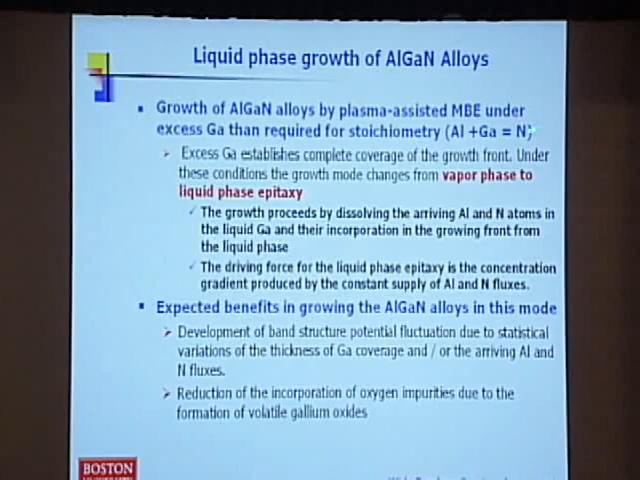 Liquid phase growth of AlGaN Alloys
Growth of AlGaN alloys by plasma-assisted MBE under
excess Ga than required for stoichiometry (Al +Ga = N)
Excess Ga establishes complete coverage of the growth front. Under
these conditions the growth mode changes from vapor phase to
liquid phase epitaxy
The growth proceeds by dissolving the arriving Al and N atoms in
the liquid Ga and their incorporation in the growing front from
the liquid phase
The driving force for the liquid phase epitaxy is the concentration
gradient produced by the constant supply of Al and N fluxes.
Expected benefits in growing the AlGaN alloys in this mode
Development of band structure potential fluctuation due to statistical
variations of the thickness of Ga coverage and / or the arriving Al and
N fluxes.
Reduction of the incorporation of oxygen impurities due to the
formation of volatile gallium oxides
BOSTON